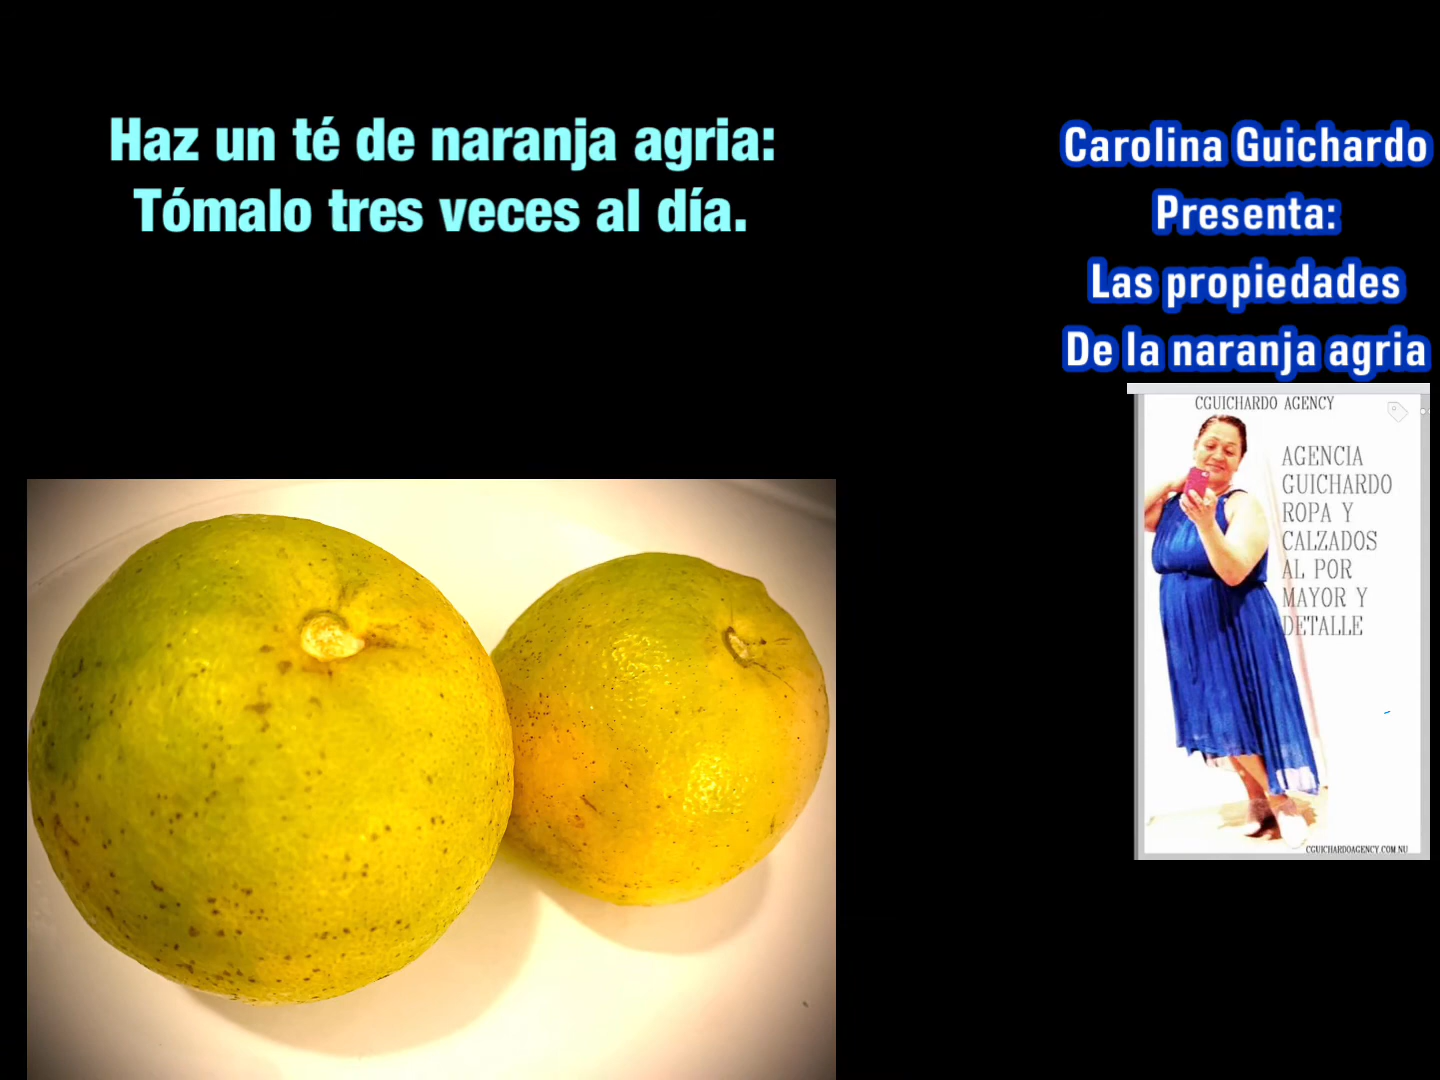 Haz un té de naranja agria:
Tómalo tres veces al día.
Carolina Guichardo
Presenta:
Las propiedades
De la naranja agria
CGUICHARDO AGENCY
AGENCIA
GUICHARDO
ROPA Y
CALZADOS
AL POR
MAYOR Y
DETALLE
CGUICHARDOAGENCY.COM.NU